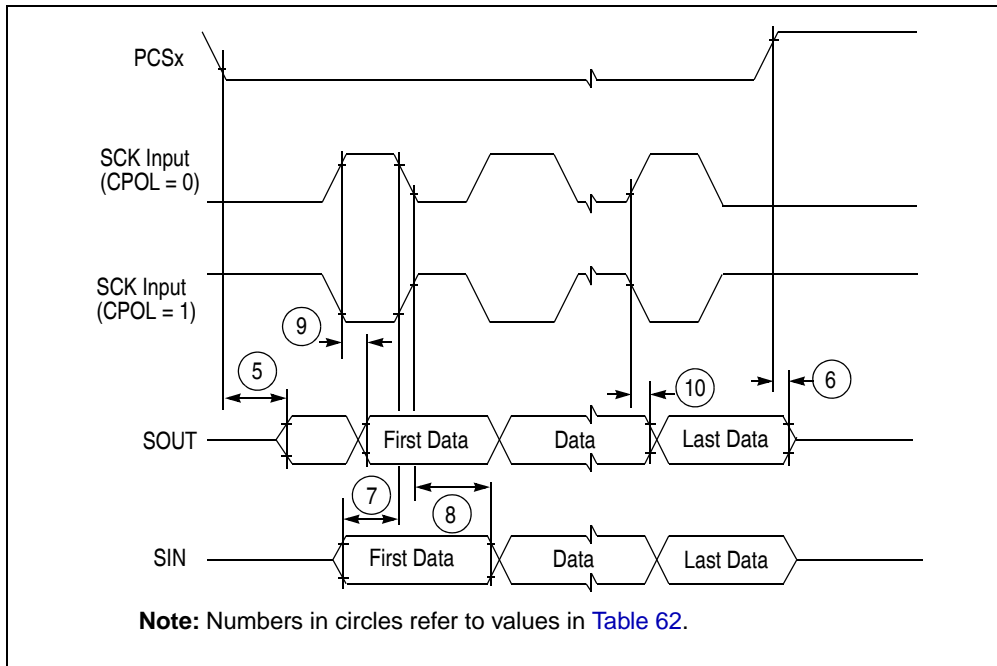 PCSx
SCK Input
(CPOL = 0)
SCK Input
(CPOL = 1)
9
5
10
6
SOUT
First Data
Data
Last Data
7
8
SIN
First Data
Data
Last Data
Note: Numbers in circles refer to values in Table 62.